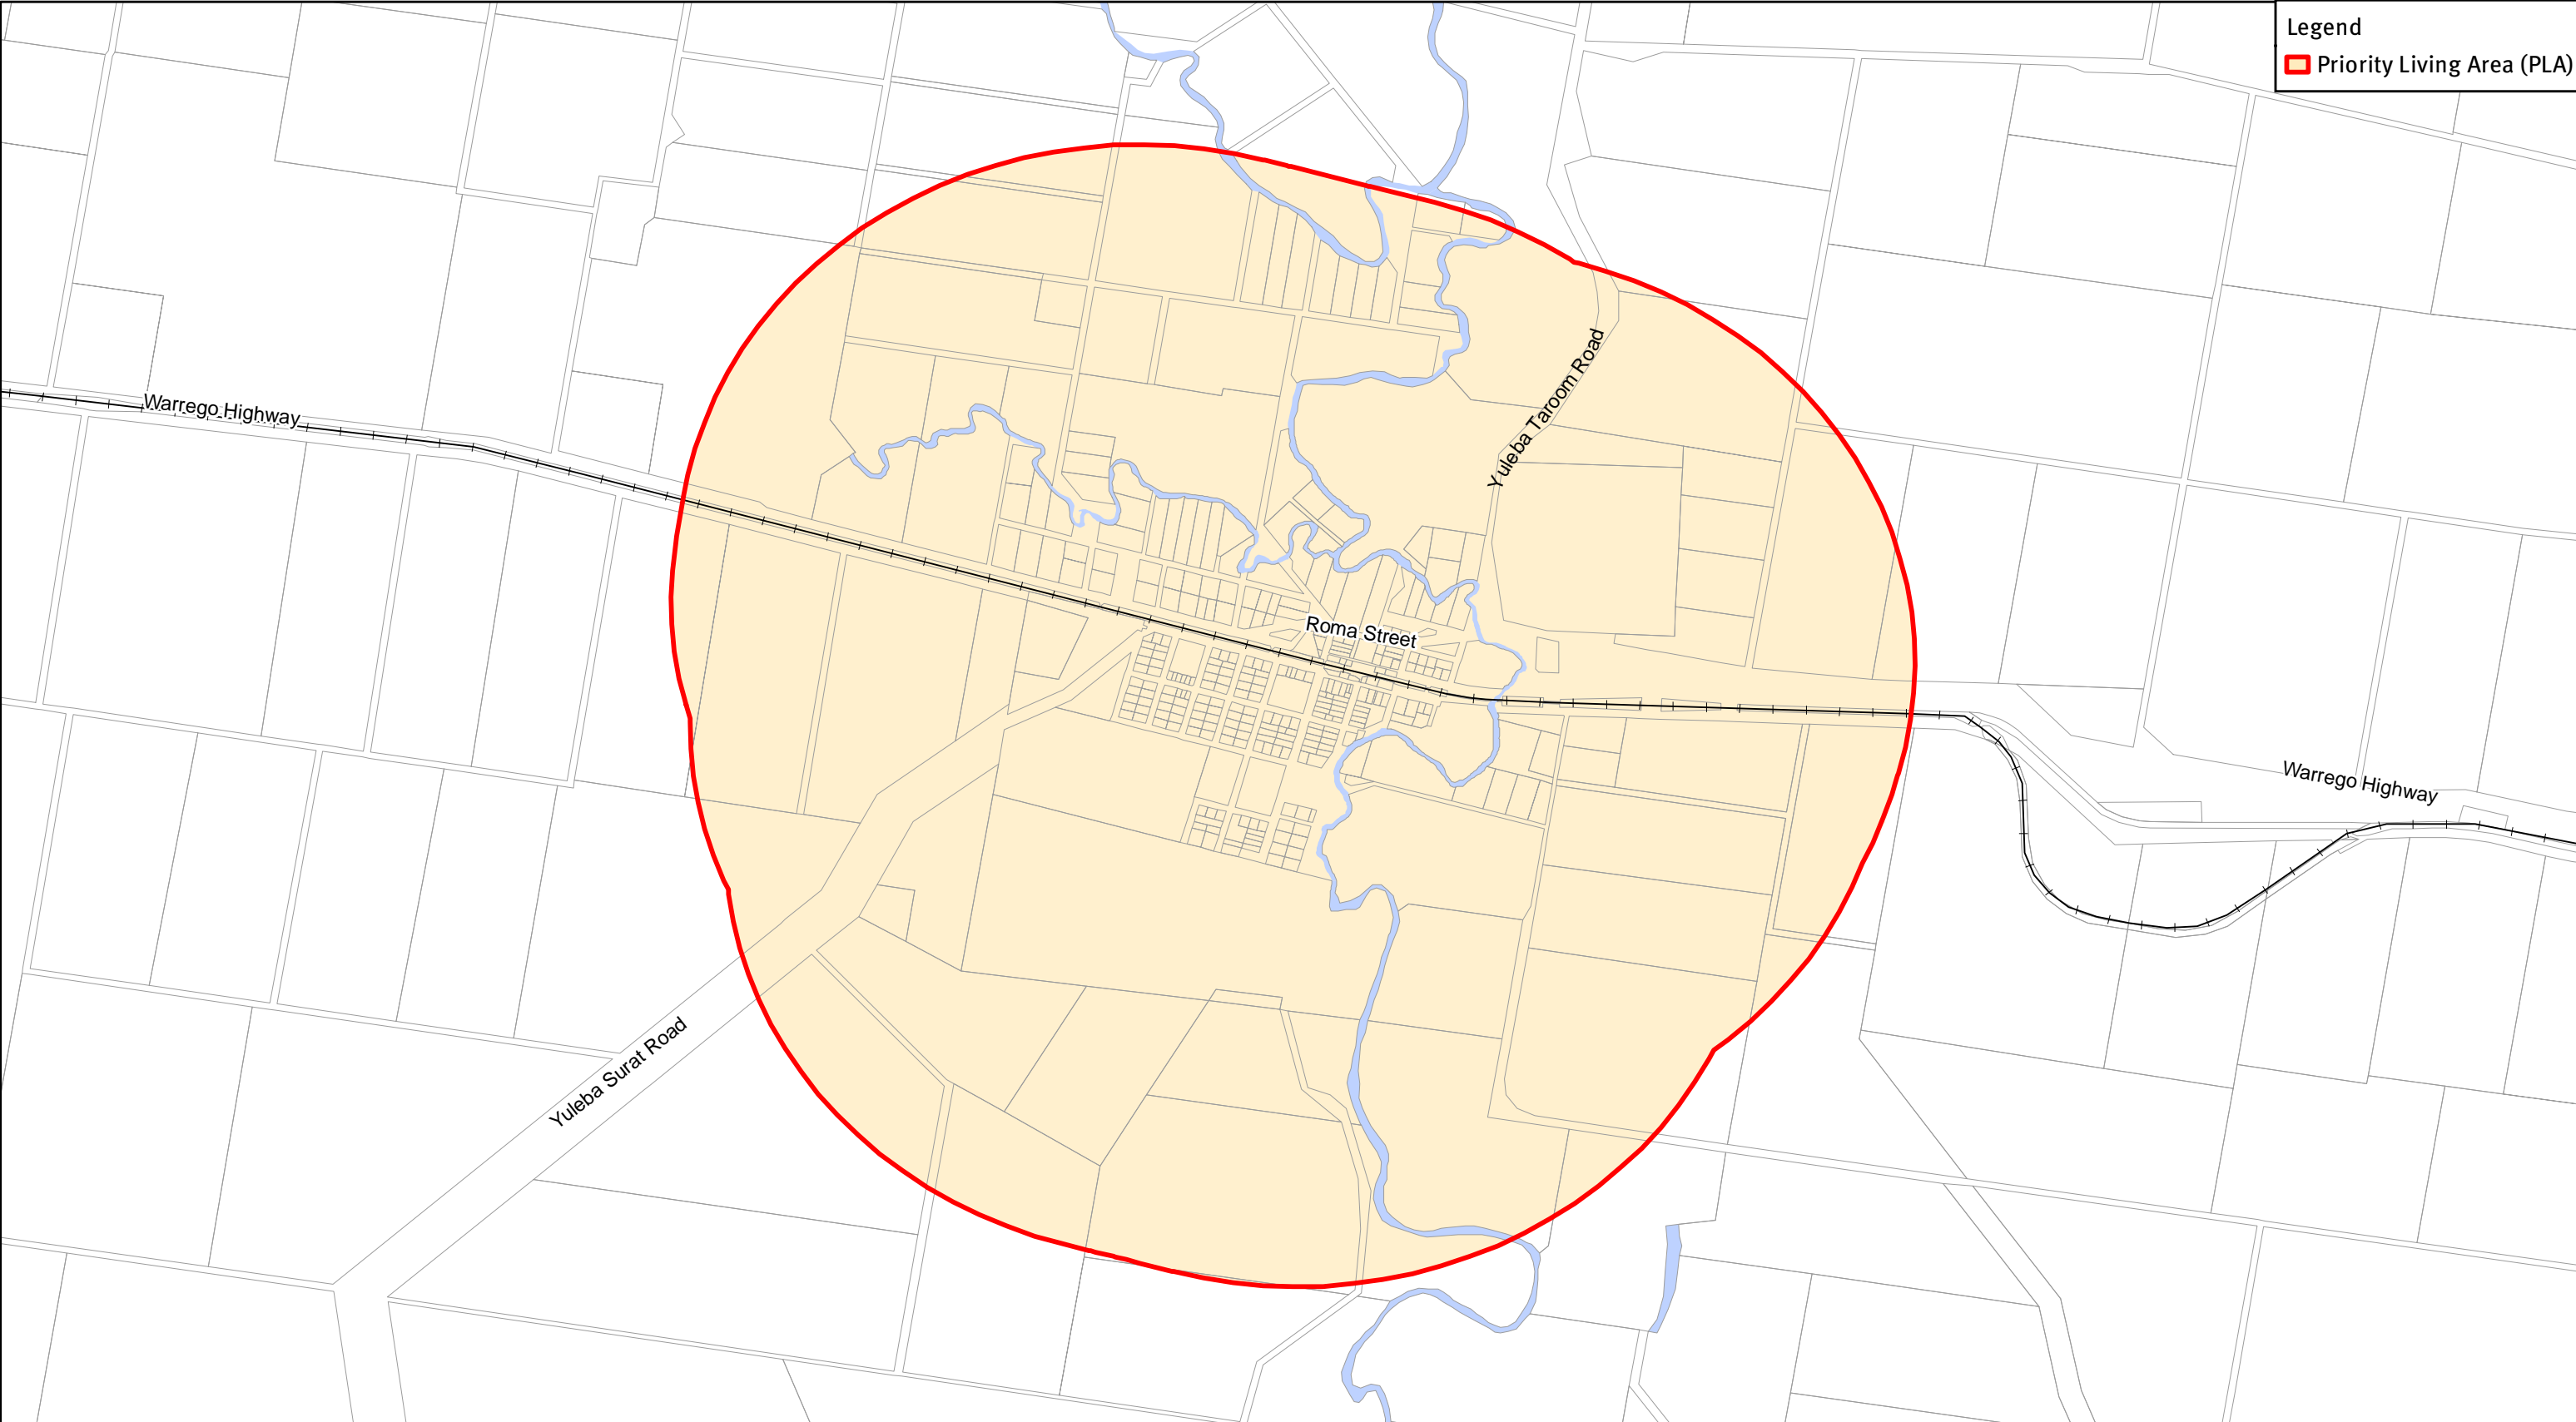 Legend
Priority Living Area (PLA)
Warrego Highway
Yuleba Taroom Road
Roma Street
Warrego Highway
Yuleba Surat Road